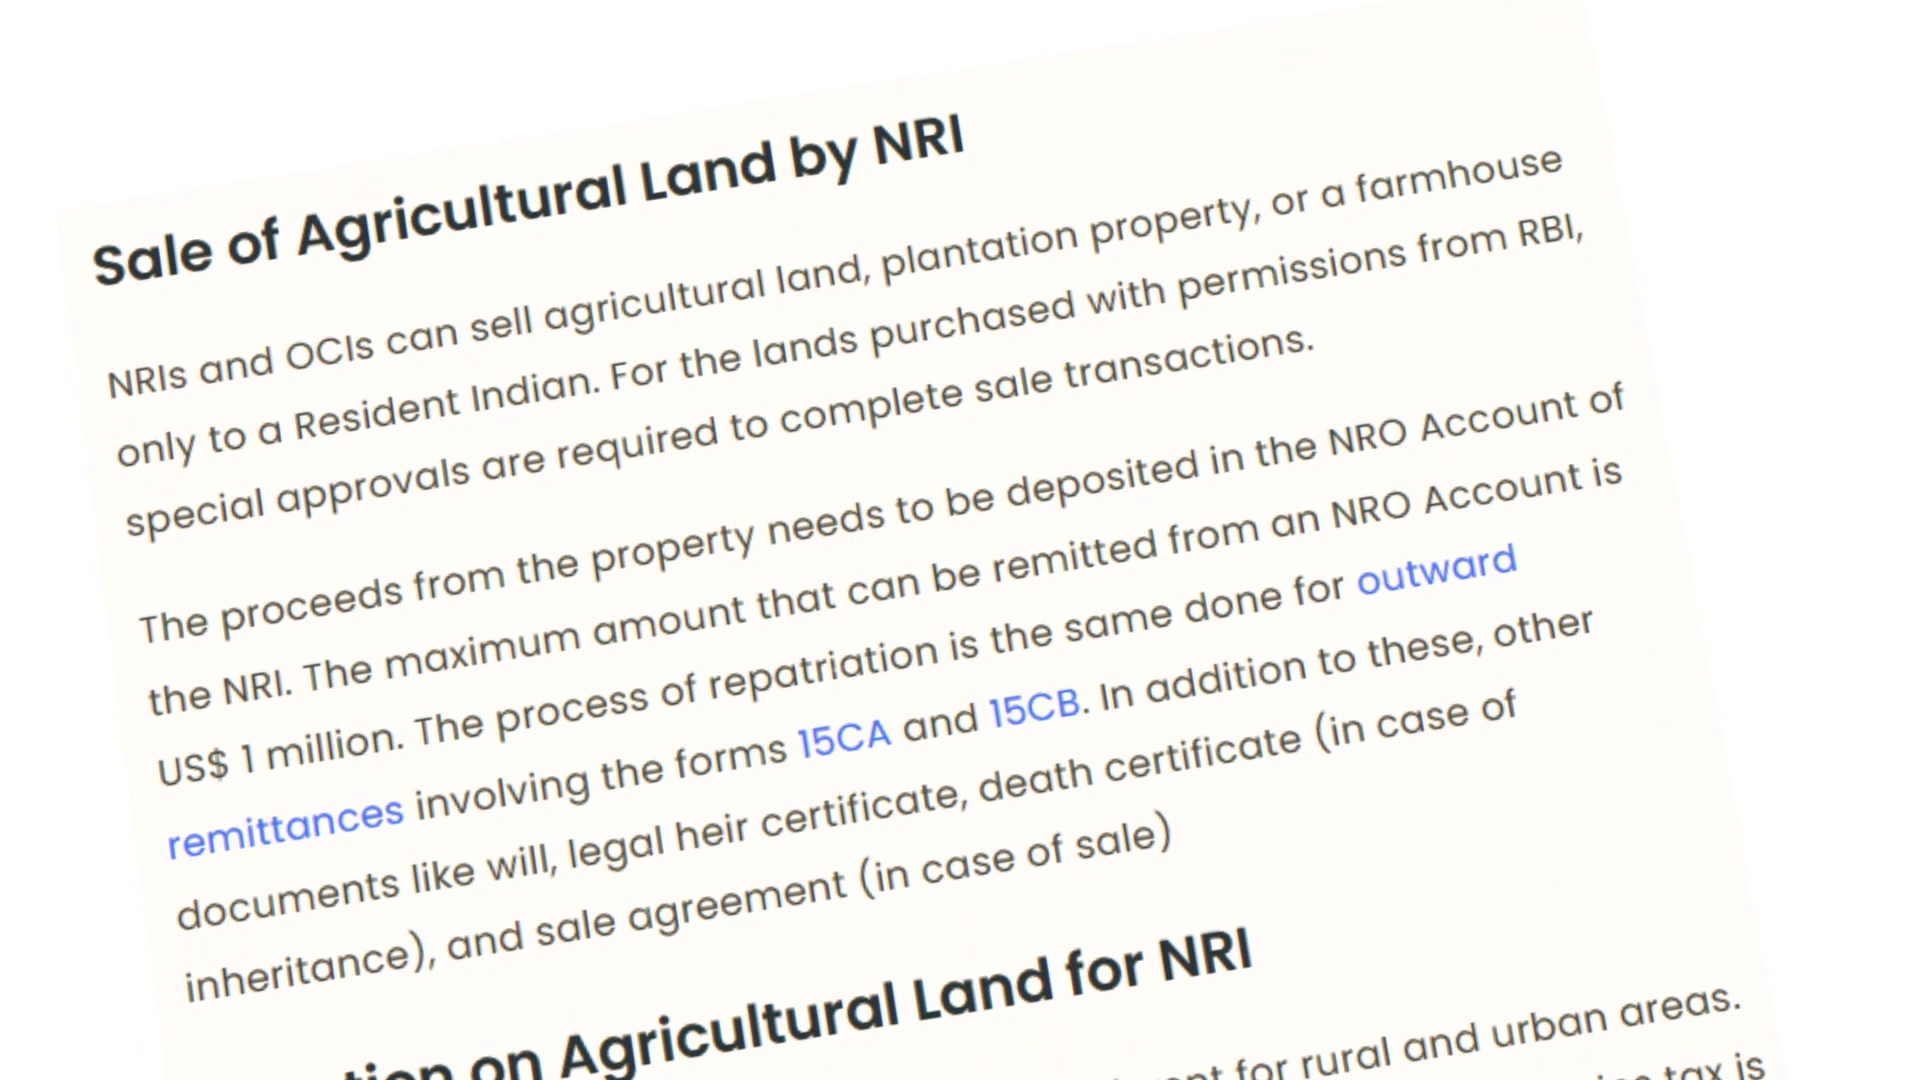 Sale of Agricultural Land by NRI
NRIs and OCIs can sell agricultural land, plantation property, or a farmhouse
only to a Resident Indian. For the lands purchased with permissions from RBI,
special approvals are required to complete sale transactions.
The proceeds from the property needs to be deposited in the NRO Account of
the NRI. The maximum amount that can be remitted from an NRO Account is
US$ 1 million. The process of repatriation is the same done for outward
remittances involving the forms 15CA and 15CB. In addition to these, other
documents like will, legal heir certificate, death certificate (in case of
inheritance), and sale agreement (in case of sale)
on Agricultural Land for NRI
for rural and urban areas.
tax is